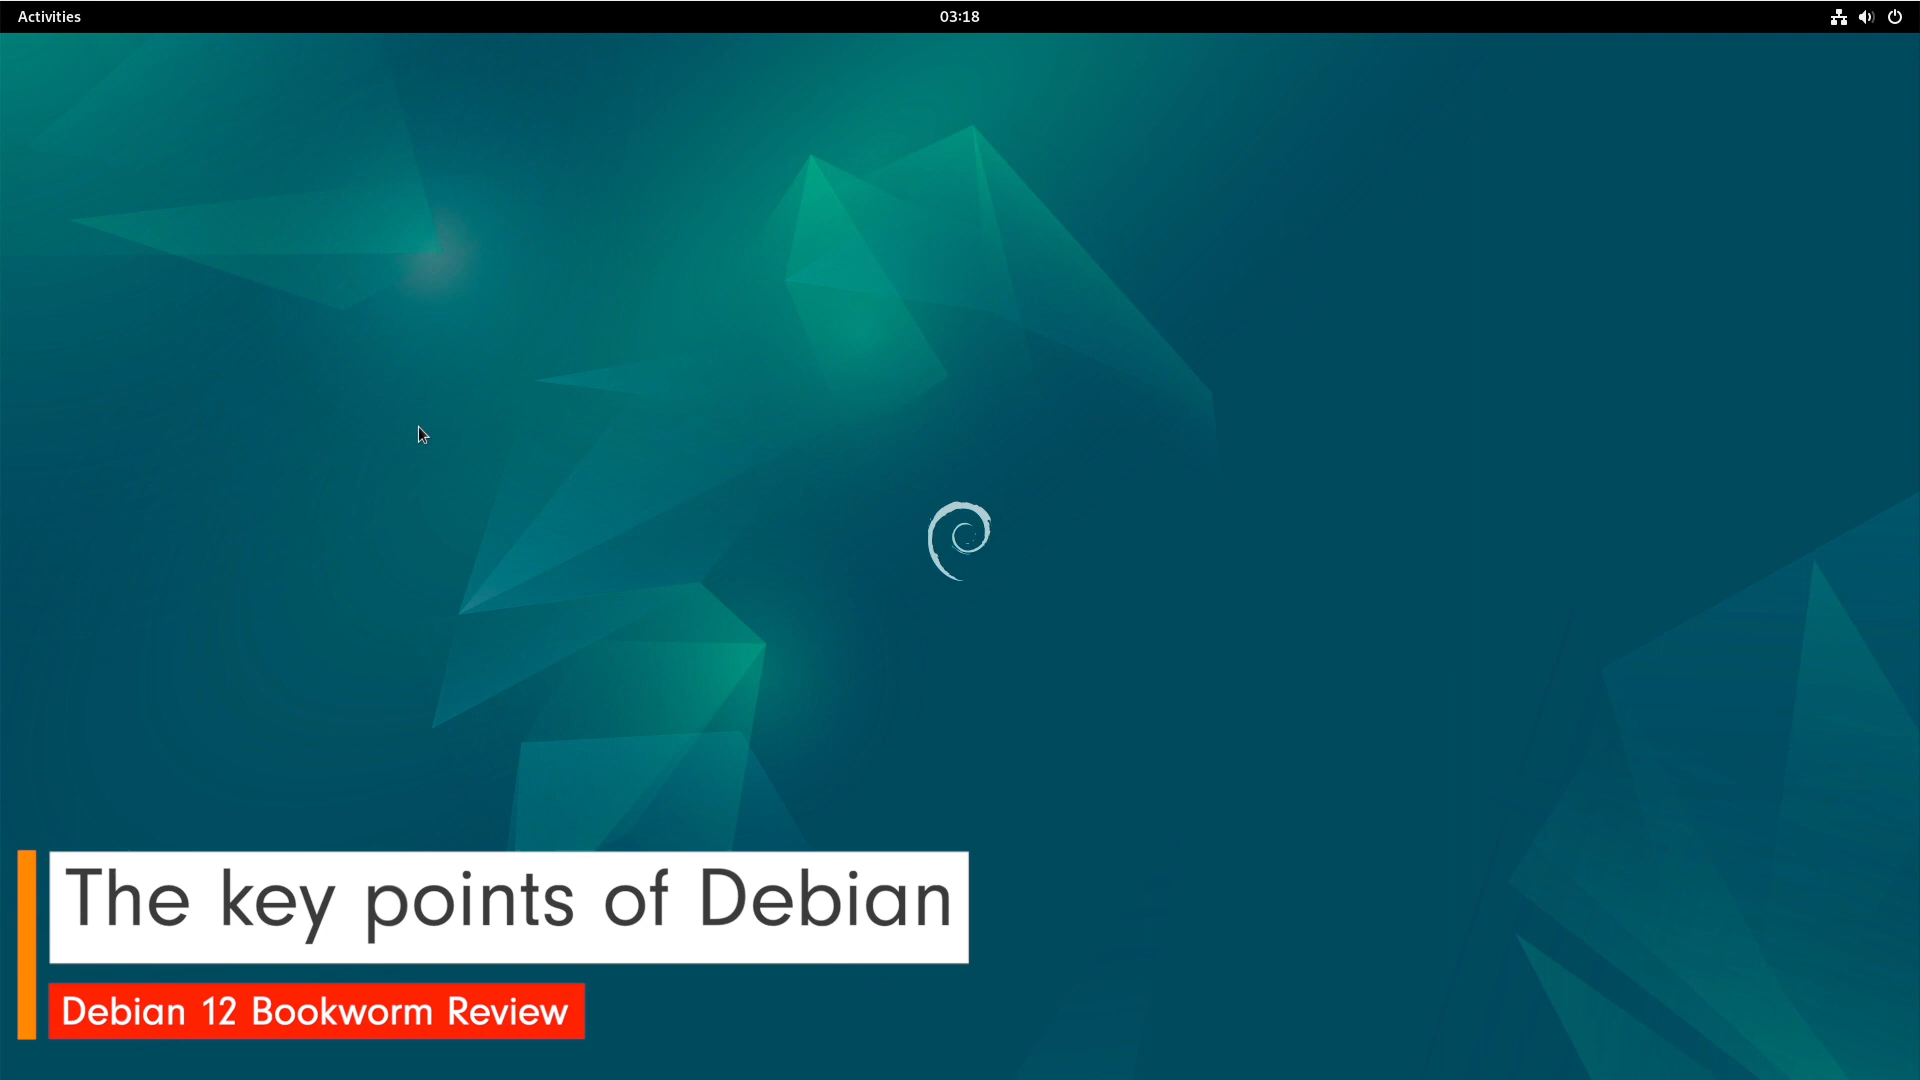 Activities
03:18
The key points of Debian
Debian 12 Bookworm Review